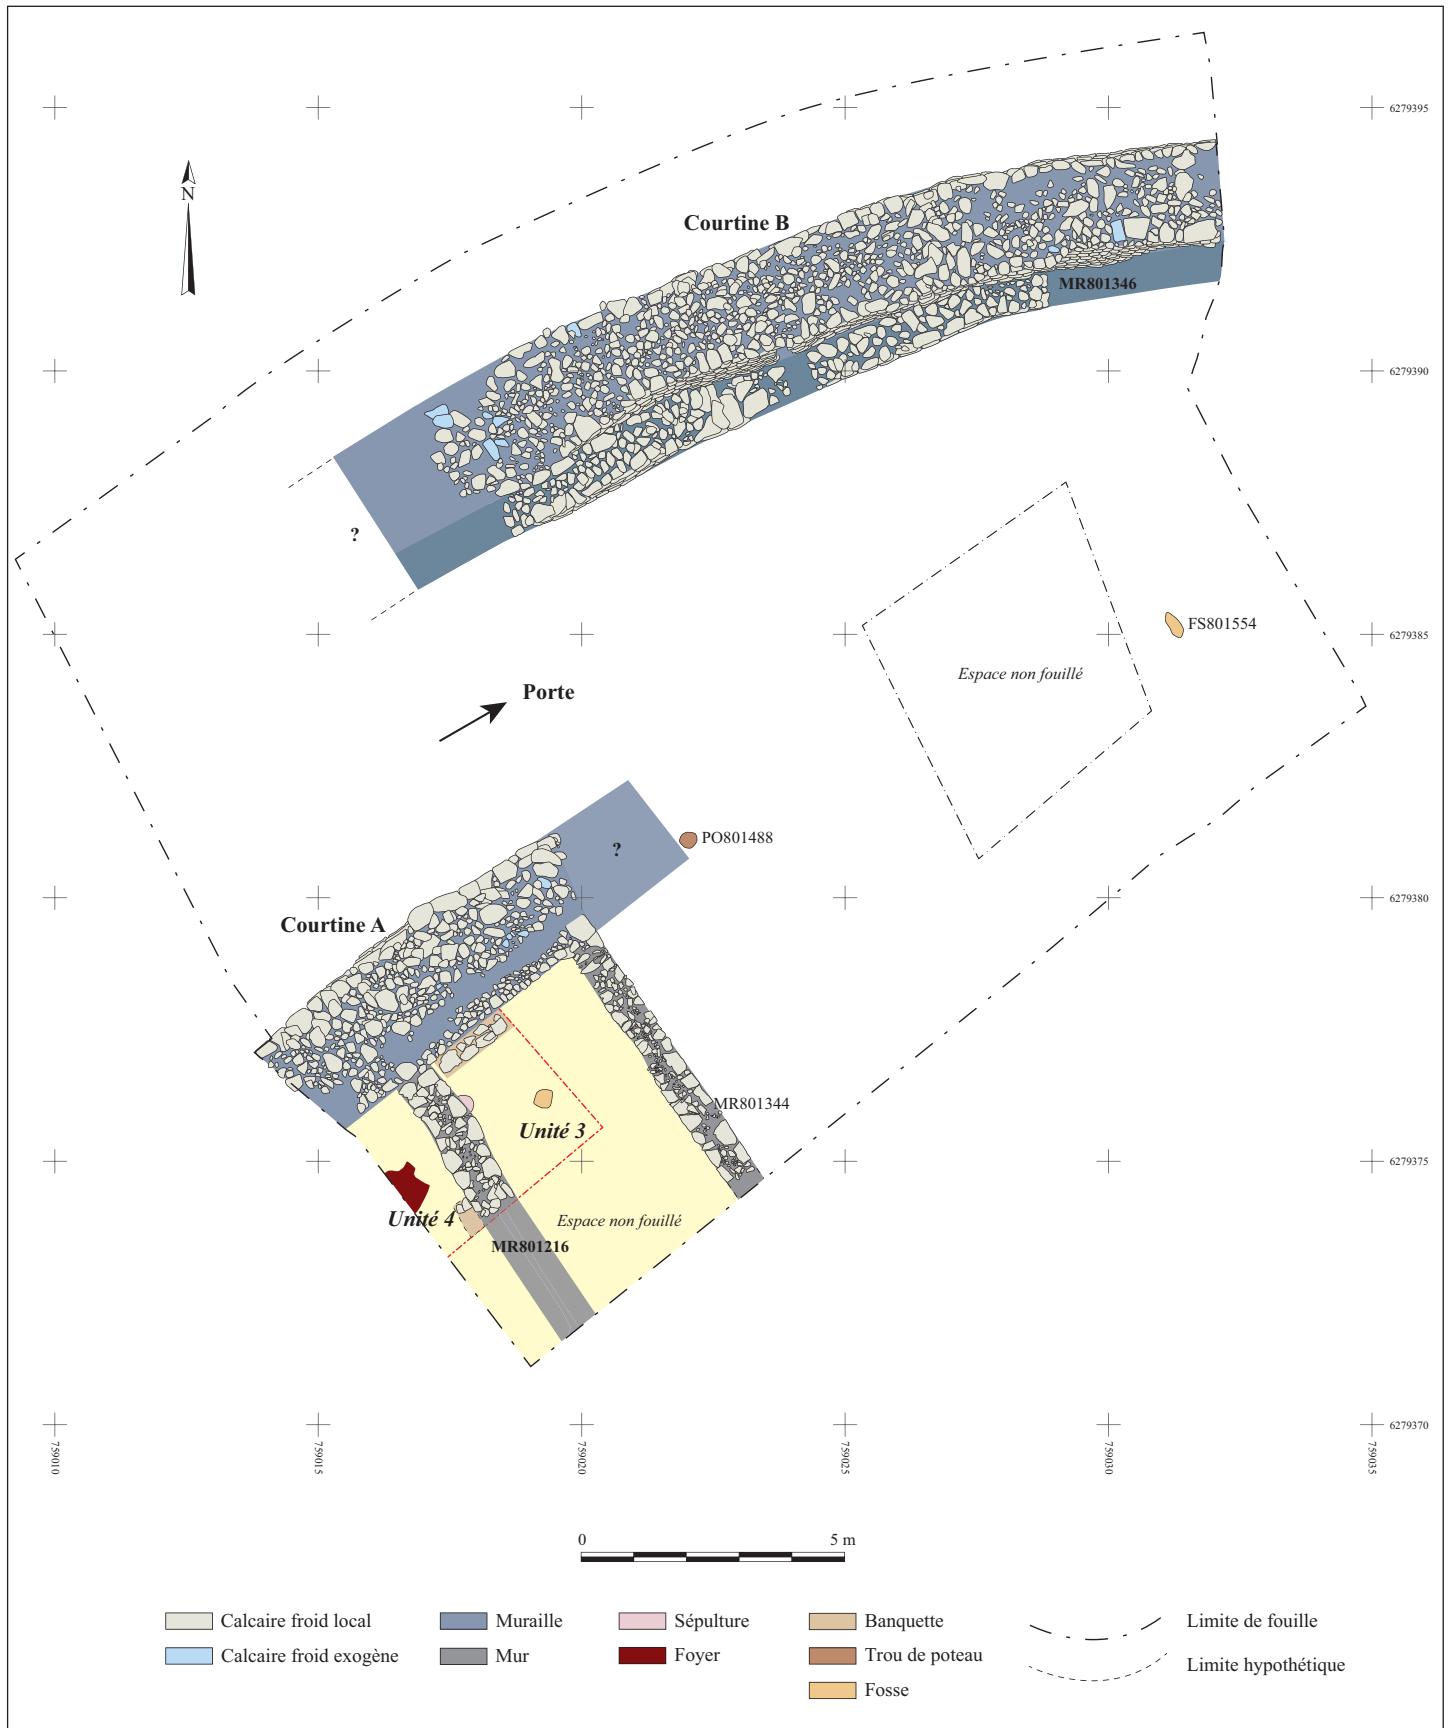 6279395
N
Courtine B
MR801346
6279390
?
6279385
FS801554
Espace non fouillé
Porte
PO801488
?
6279380
Courtine A
MR801344
Unité 3
6279375
Unité 4
Espace non fouillé
MR801216
6279370
759010
759015
759020
759025
759030
759035
0 5 m
Calcaire froid local
Muraille
Sépulture
Banquette
Limite de fouille
Calcaire froid exogène
Mur
Foyer
Trou de poteau
Limite hypothétique
Fosse